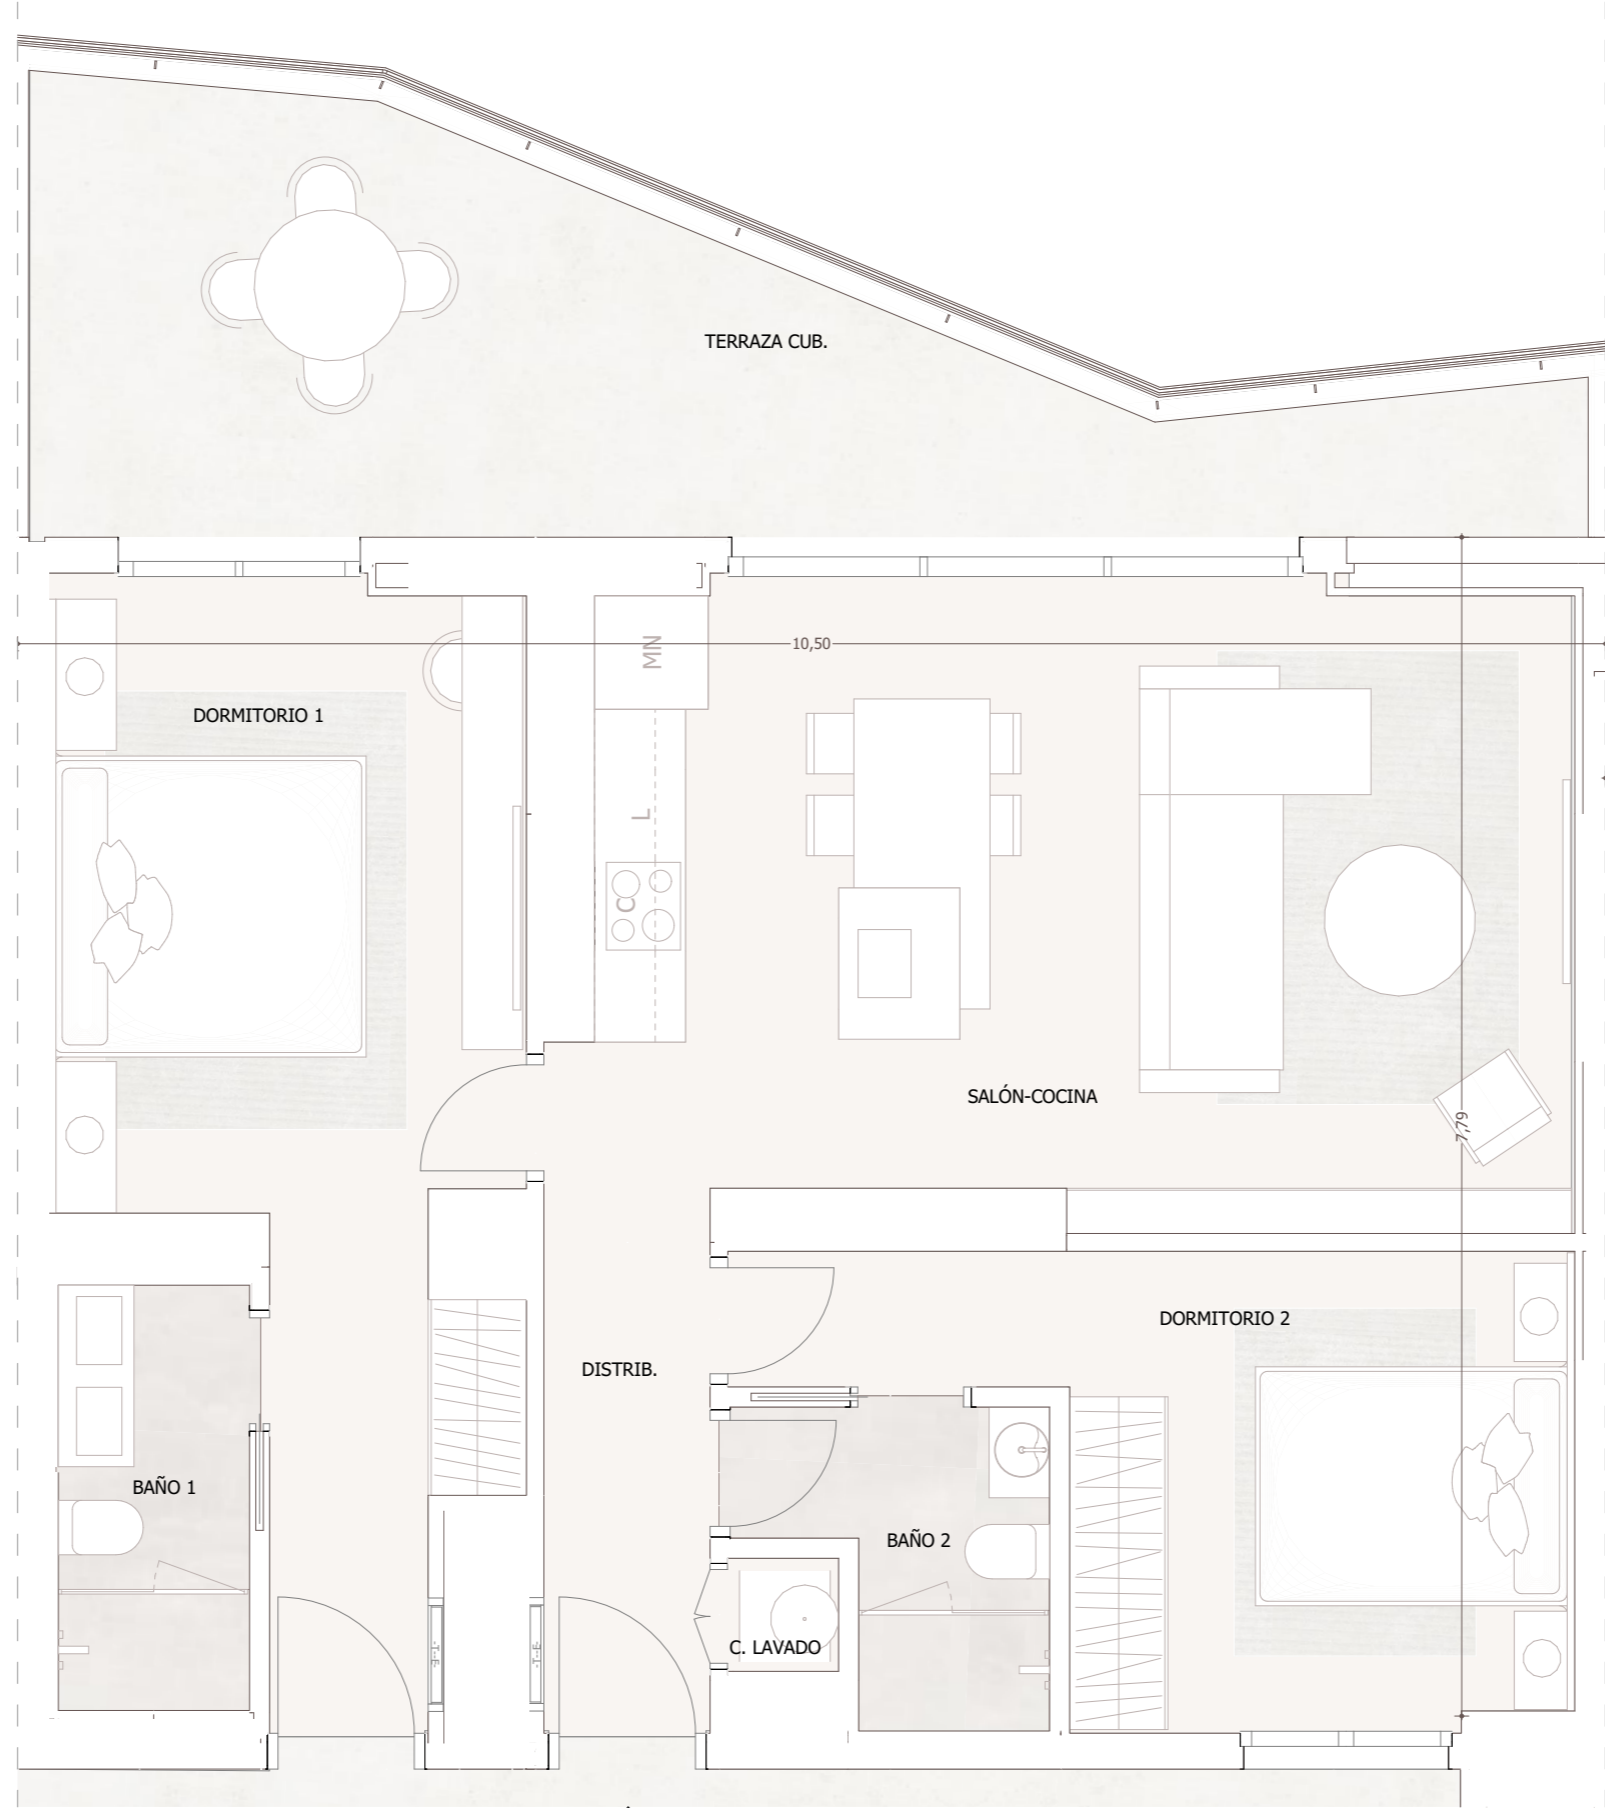 TERRAZA CUB.
10,50
MN
DORMITORIO 1
L
C
SALÓN-COCINA
7,79
DORMITORIO 2
DISTRIB.
BAÑO 1
BAÑO 2
C. LAVADO